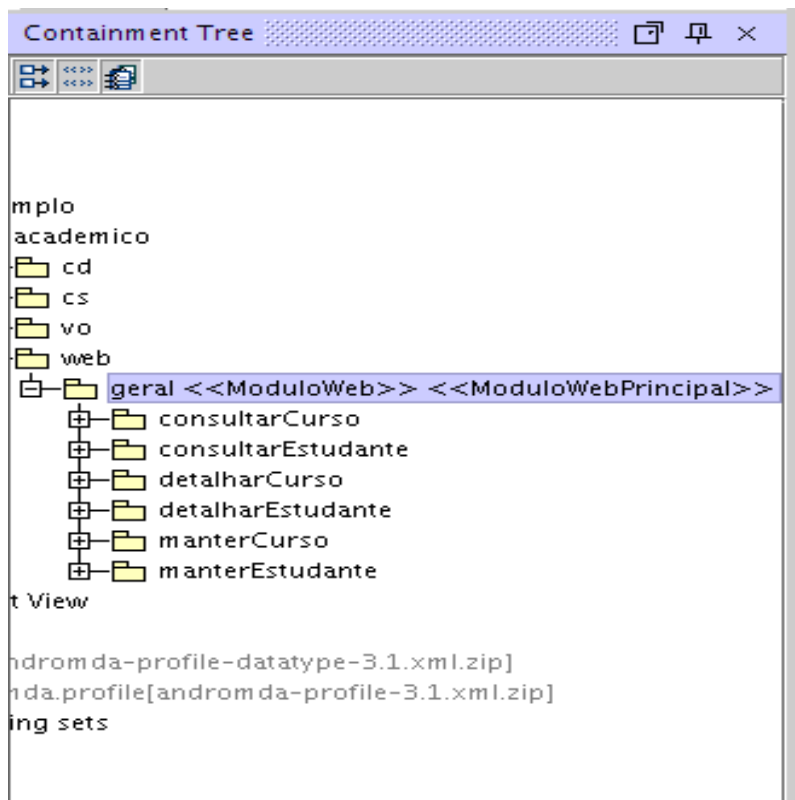 Containment Tree
mplo
academico
cd
cs
vo
web
geral <<ModuloWeb>> <<ModuloWebPrincipal>>
consultarCurso
consultarEstudante
detalharCurso
detalharEstudante
manterCurso
manterEstudante
t View
ndromda-profile-datatype-3.1.xml.zip]
mda.profile[andromda-profile-3.1.xml.zip]
ing sets